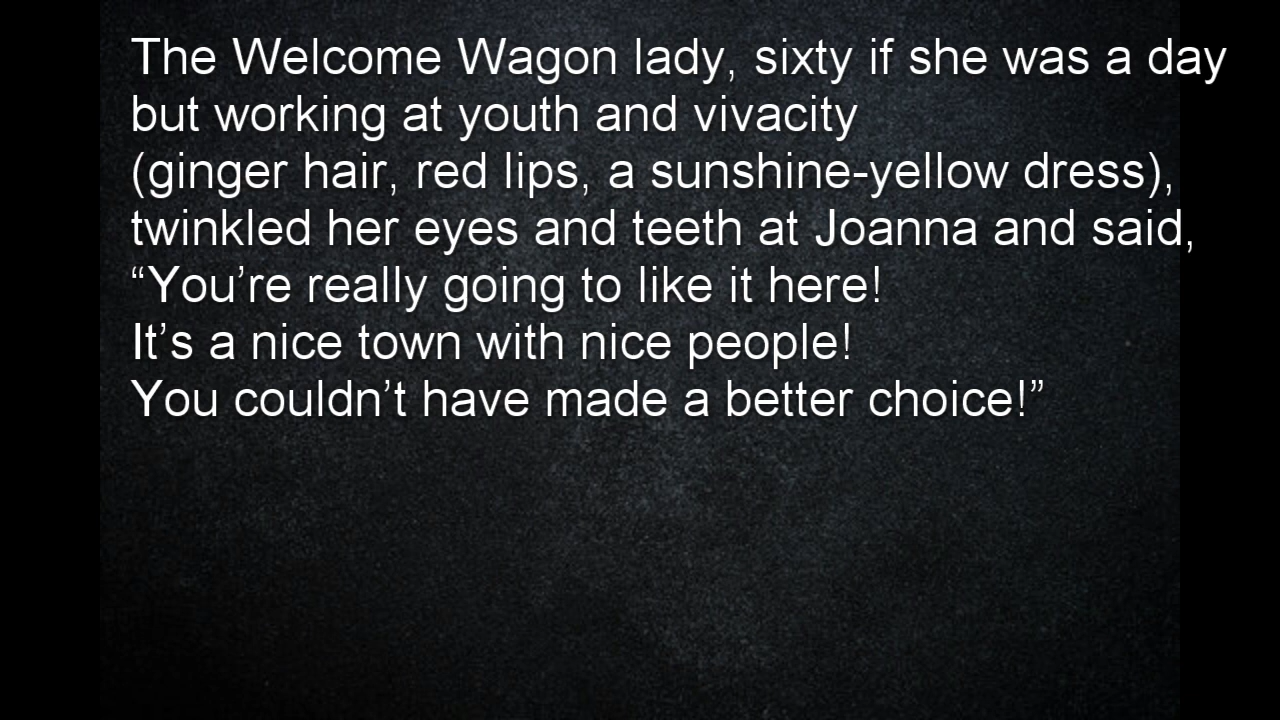 The Welcome Wagon lady, sixty if she was a day
but working at youth and vivacity
(ginger hair, red lips, a sunshine-yellow dress),
twinkled her eyes and teeth at Joanna and said,
“You’re really going to like it here!
It’s a nice town with nice people!
You couldn’t have made a better choice!”